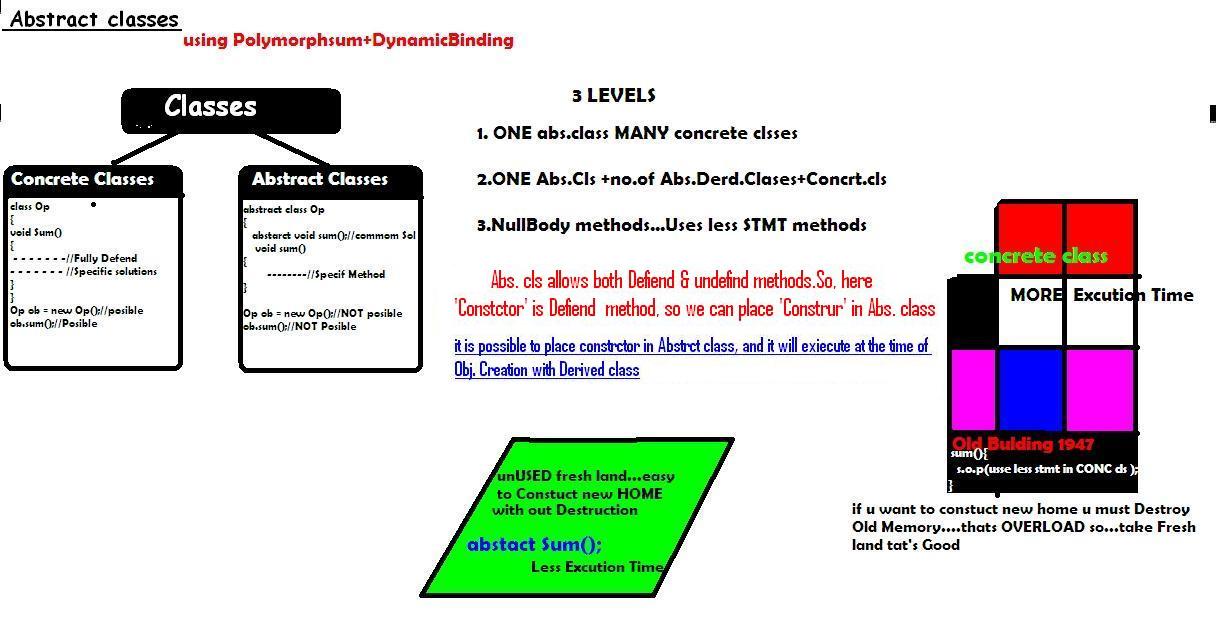 Abstract classes
using Polymorphsum+DynamicBinding
Classes
Concrete Classes
class Op
{
void Sum()
{
- - - - - - -//Fully Defend
- - - - - - - //Specific solutions
}
}
Op ob = new Op();//posible
ob.sum();//Posible
Abstract Classes
abstract class Op
{
abstarct void sum();//commom Sol
void sum()
{
--------//Specif Method
}
Op ob = new Op();//NOT posible
ob.sum();//NOT Posible
3 LEVELS
1. ONE abs.class MANY concrete clsses
2.ONE Abs.Cls +no.of Abs.Derd.Clases+Concrt.cls
3.NullBody methods...Uses less STMT methods
Abs. cls allows both Defiend & undefind methods.So, here
'Constctor' is Defiend method, so we can place 'Construr' in Abs. class
it is possible to place constrctor in Abstrct class, and it will exiecute at the time of
Obj. Creation with Derived class
concrete class
MORE Excution Time
Old Bulding 1947
sum(){
s.o.p(usse less stmt in CONC cls );
}
if u want to constuct new home u must Destroy
Old Memory....thats OVERLOAD so...take Fresh
land tat's Good
unUSED fresh land...easy
to Constuct new HOME
with out Destruction
abstact Sum();
Less Excution Time